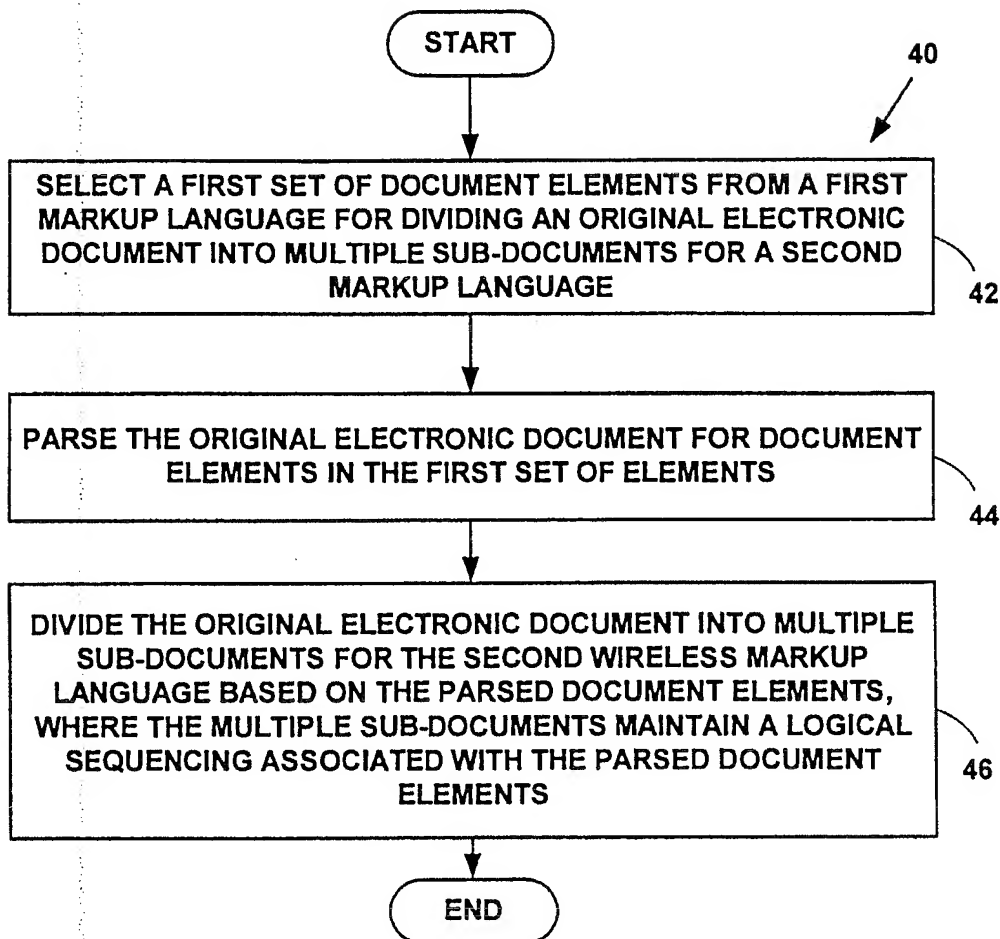 START
40
SELECT A FIRST SET OF DOCUMENT ELEMENTS FROM A FIRST
MARKUP LANGUAGE FOR DIVIDING AN ORIGINAL ELECTRONIC
DOCUMENT INTO MULTIPLE SUB-DOCUMENTS FOR A SECOND
MARKUP LANGUAGE
42
PARSE THE ORIGINAL ELECTRONIC DOCUMENT FOR DOCUMENT
ELEMENTS IN THE FIRST SET OF ELEMENTS
44
DIVIDE THE ORIGINAL ELECTRONIC DOCUMENT INTO MULTIPLE
SUB-DOCUMENTS FOR THE SECOND WIRELESS MARKUP
LANGUAGE BASED ON THE PARSED DOCUMENT ELEMENTS,
WHERE THE MULTIPLE SUB-DOCUMENTS MAINTAIN A LOGICAL
SEQUENCING ASSOCIATED WITH THE PARSED DOCUMENT
ELEMENTS
46
END